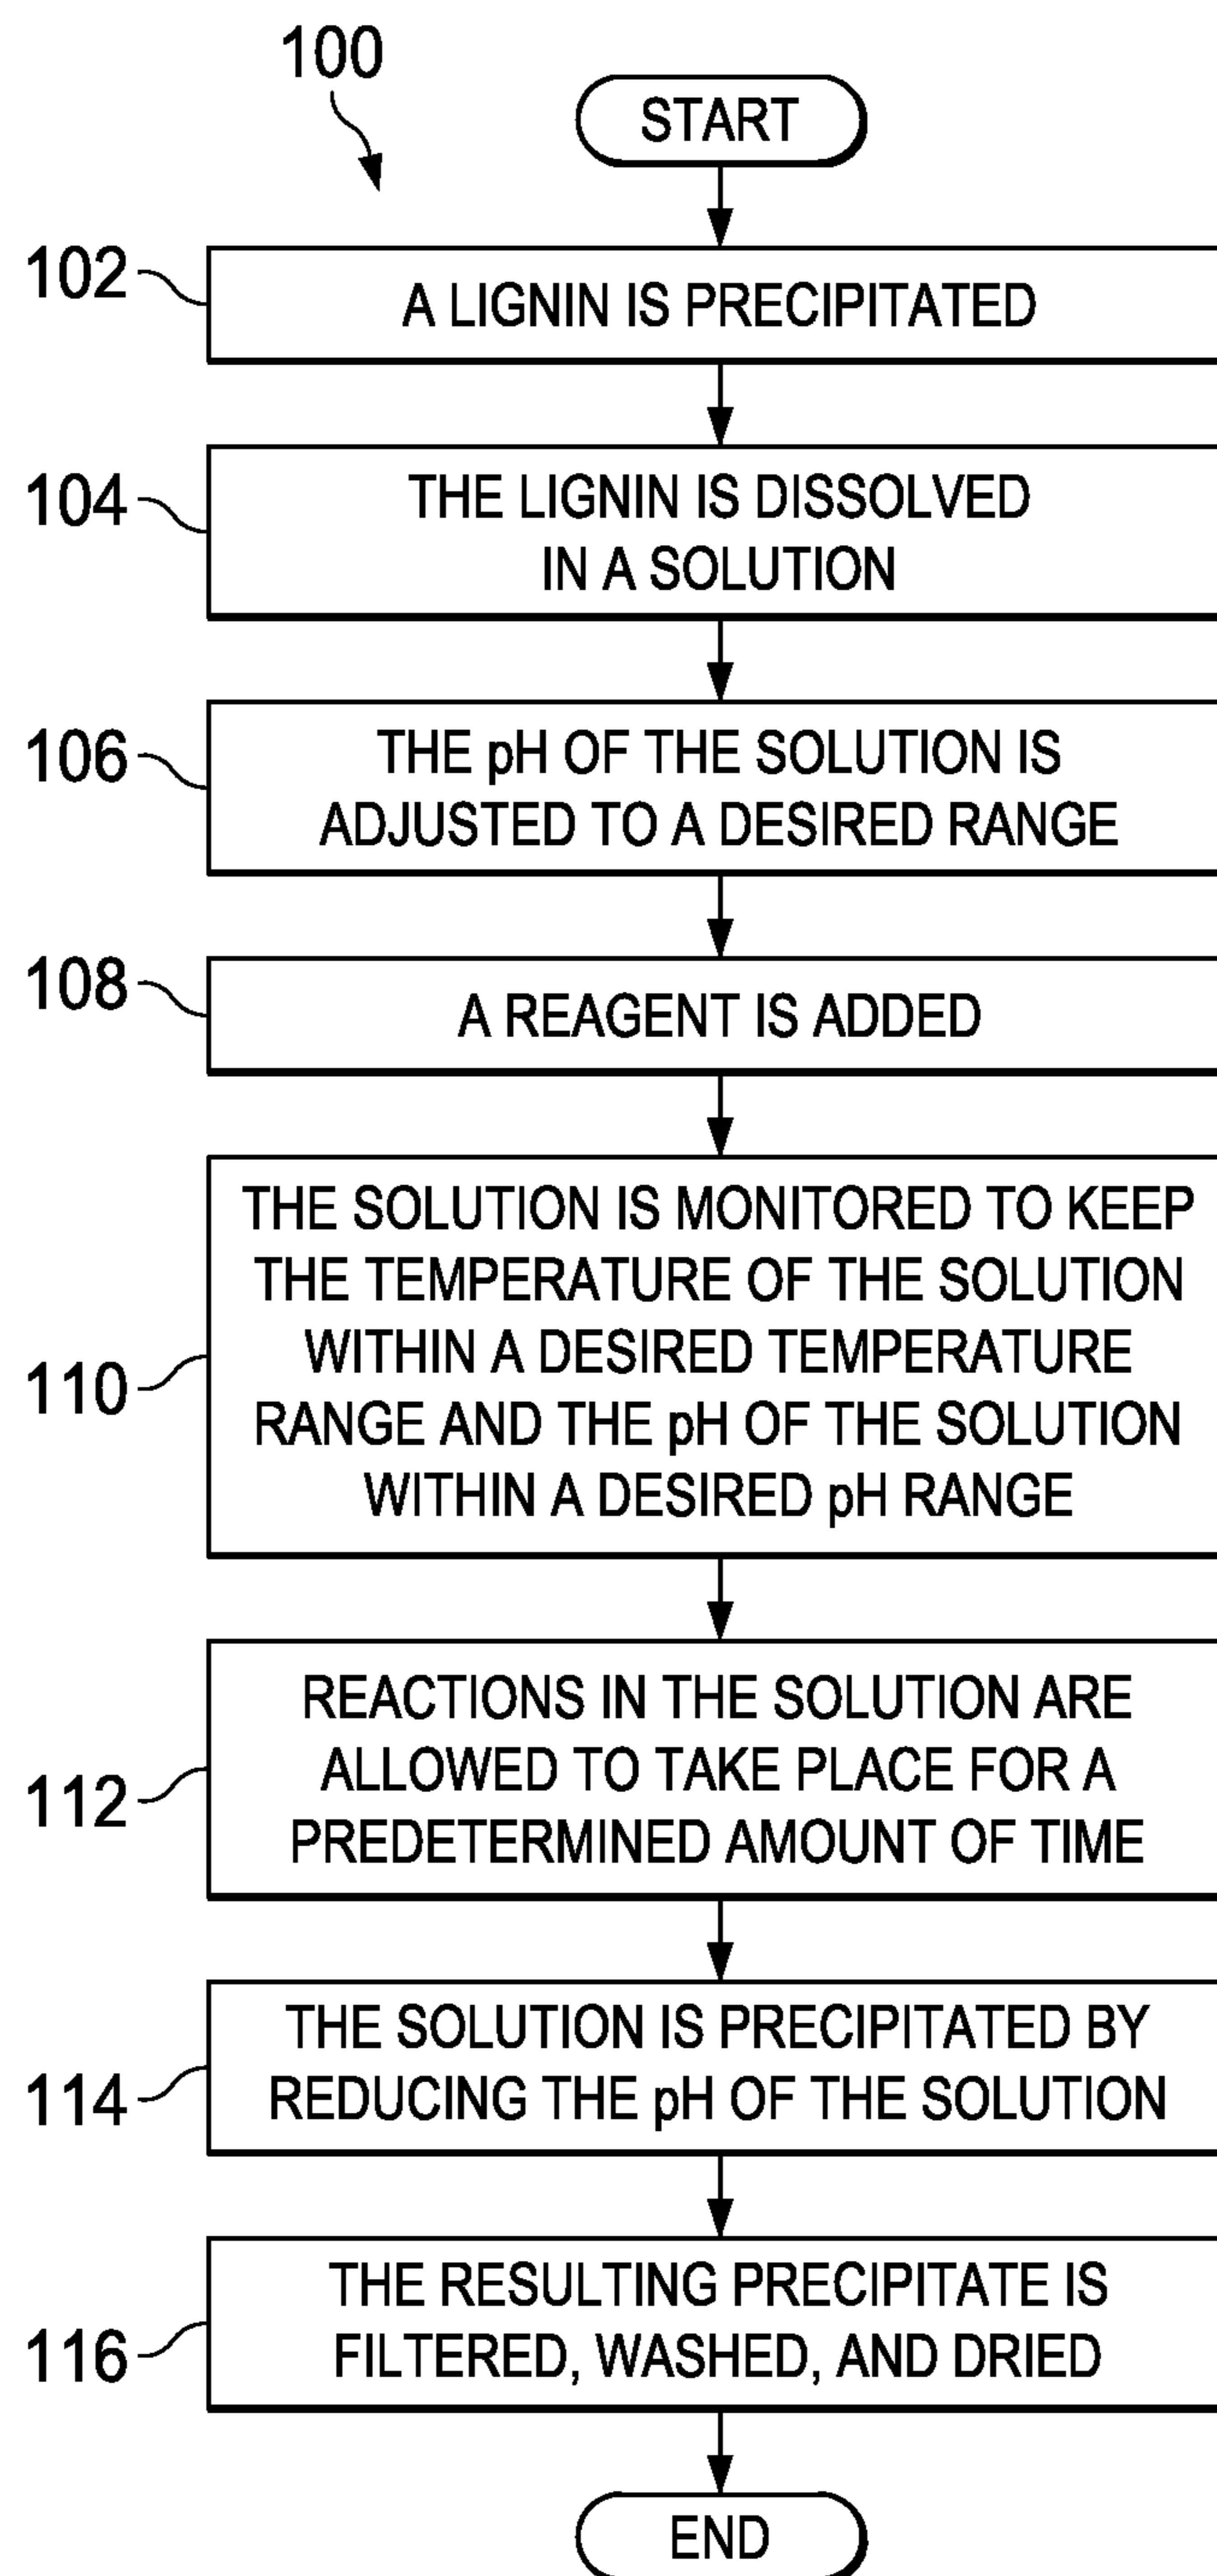 100
START
102
A LIGNIN IS PRECIPITATED
104
THE LIGNIN IS DISSOLVED
IN A SOLUTION
106
THE pH OF THE SOLUTION IS
ADJUSTED TO A DESIRED RANGE
108
A REAGENT IS ADDED
110
THE SOLUTION IS MONITORED TO KEEP
THE TEMPERATURE OF THE SOLUTION
WITHIN A DESIRED TEMPERATURE
RANGE AND THE pH OF THE SOLUTION
WITHIN A DESIRED pH RANGE
112
REACTIONS IN THE SOLUTION ARE
ALLOWED TO TAKE PLACE FOR A
PREDETERMINED AMOUNT OF TIME
114
THE SOLUTION IS PRECIPITATED BY
REDUCING THE pH OF THE SOLUTION
116
THE RESULTING PRECIPITATE IS
FILTERED, WASHED, AND DRIED
END